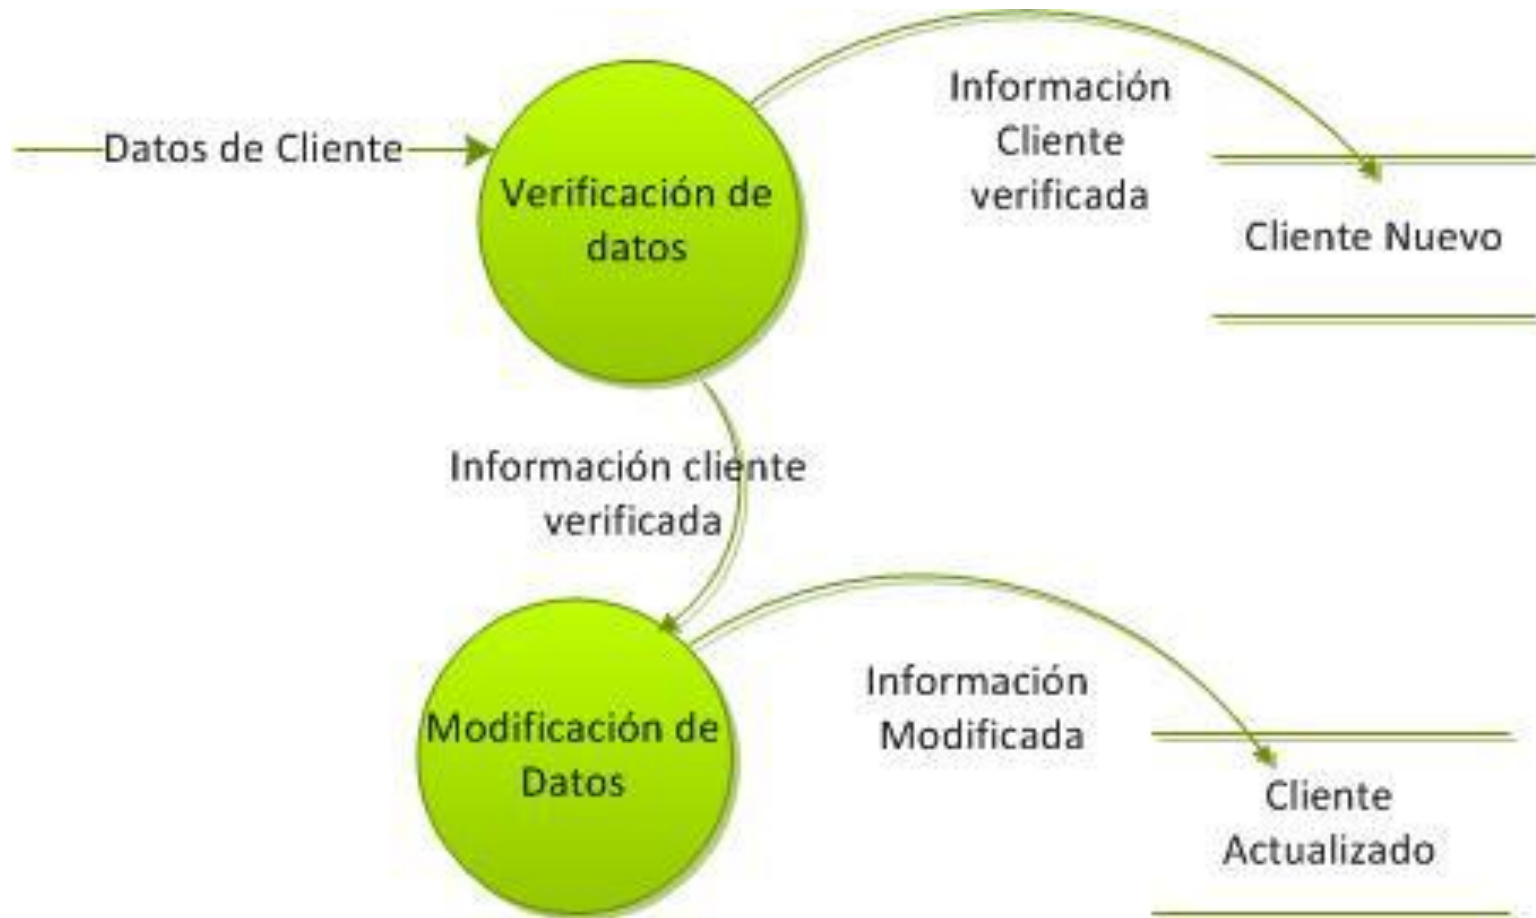 Datos de Cliente
Verificación de
datos
Información
Cliente
verificada
Cliente Nuevo
Información cliente
verificada
Modificación de
Datos
Información
Modificada
Cliente
Actualizado